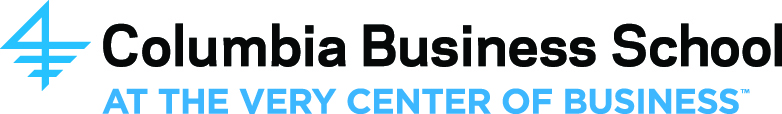 Columbia Business School
AT THE VERY CENTER OF BUSINESS™